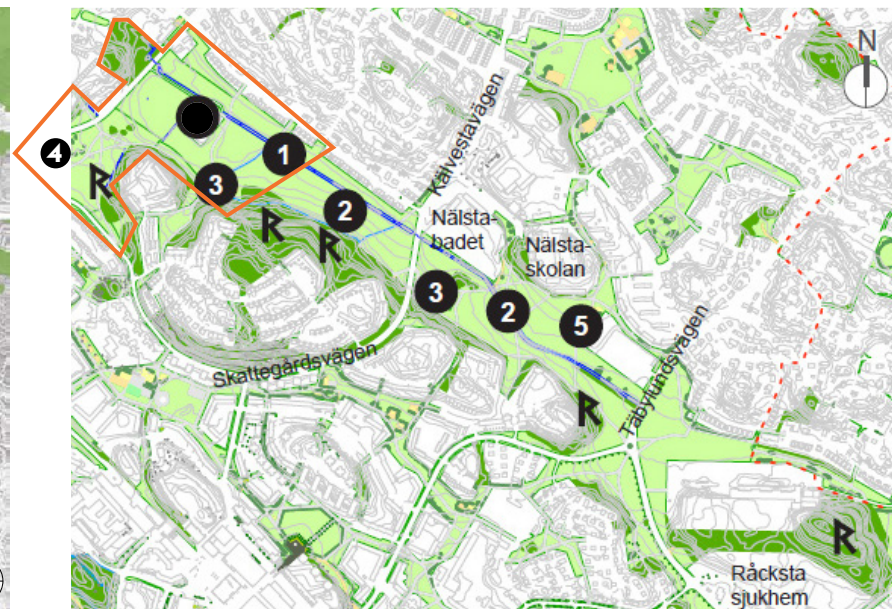 N
4
1
3
2
Kälvestavägen
Nälsta-
badet
Nälsta-
skolan
3
2
5
Skattegårdsvägen
Täbylundsvägen
R
R
R
R
R
Råcksta
sjukhem